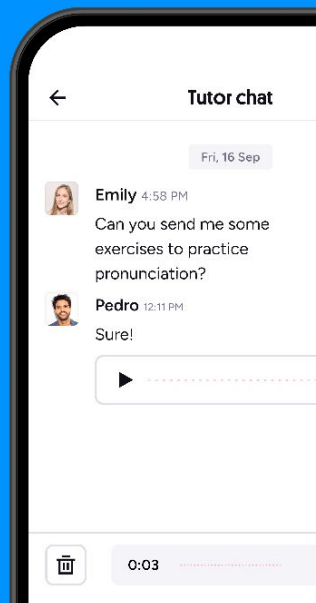 Tutor chat
Fri, 16 Sep
Emily 4:58 PM
Can you send me some
exercises to practice
pronunciation?
Pedro 12:11 PM
Sure!
0:03